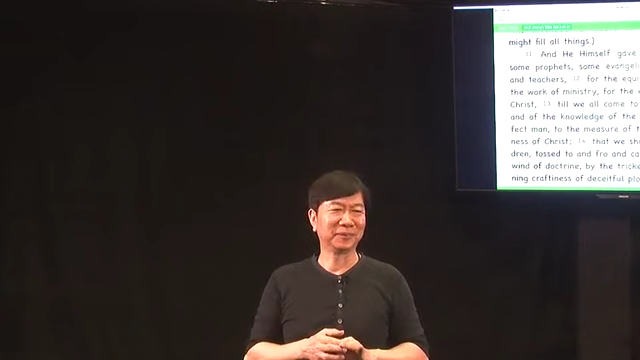 might fill all things.)
11 And He Himself gave
some prophets, some evangeli
and teachers, 12 for the equi
the work of ministry, for the
Christ, 13 till we all come to
and of the knowledge of the
fect man, to the measure of t
ness of Christ; 14 that we sh
dren, tossed to and fro and ca
wind of doctrine, by the tricke
ning craftiness of deceitful plo